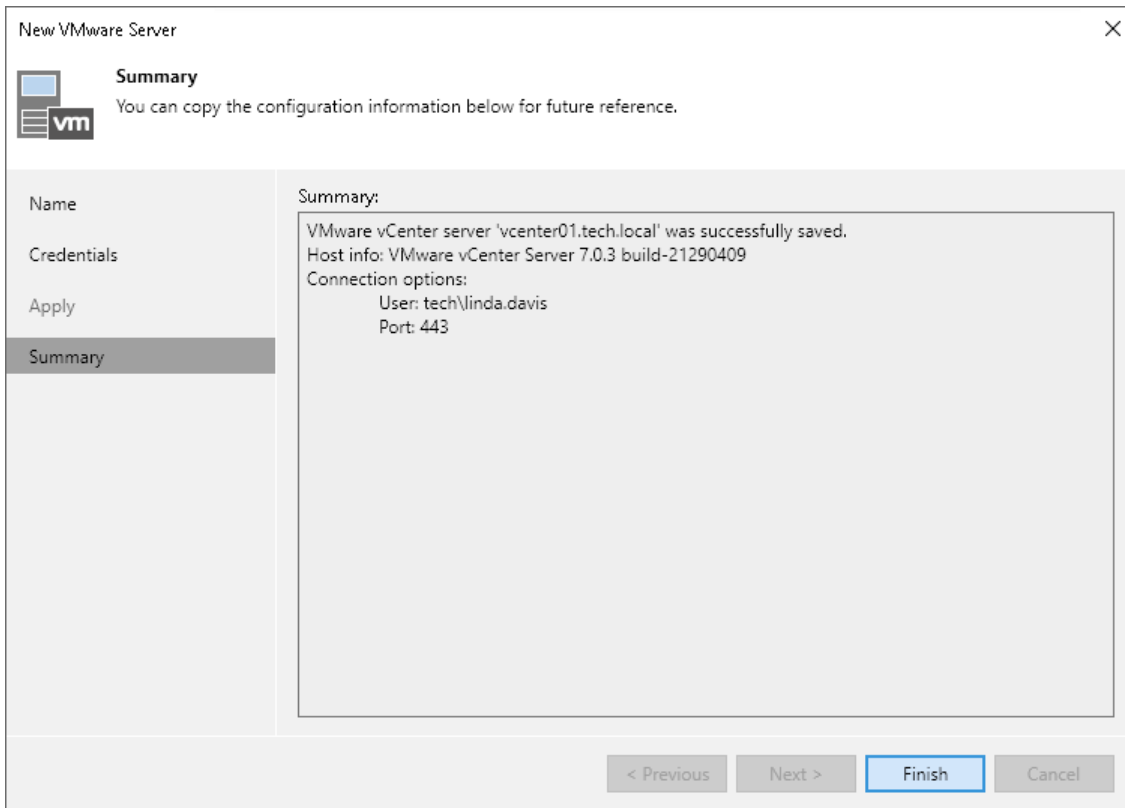 New VMware Server
Summary
You can copy the configuration information below for future reference.
vm
Name
Credentials
Apply
Summary
Summary:
VMware vCenter server 'vcenter01.tech.local' was successfully saved.
Host info: VMware vCenter Server 7.0.3 build-21290409
Connection options:
User: tech\linda.davis
Port: 443
< Previous
Next >
Finish
Cancel